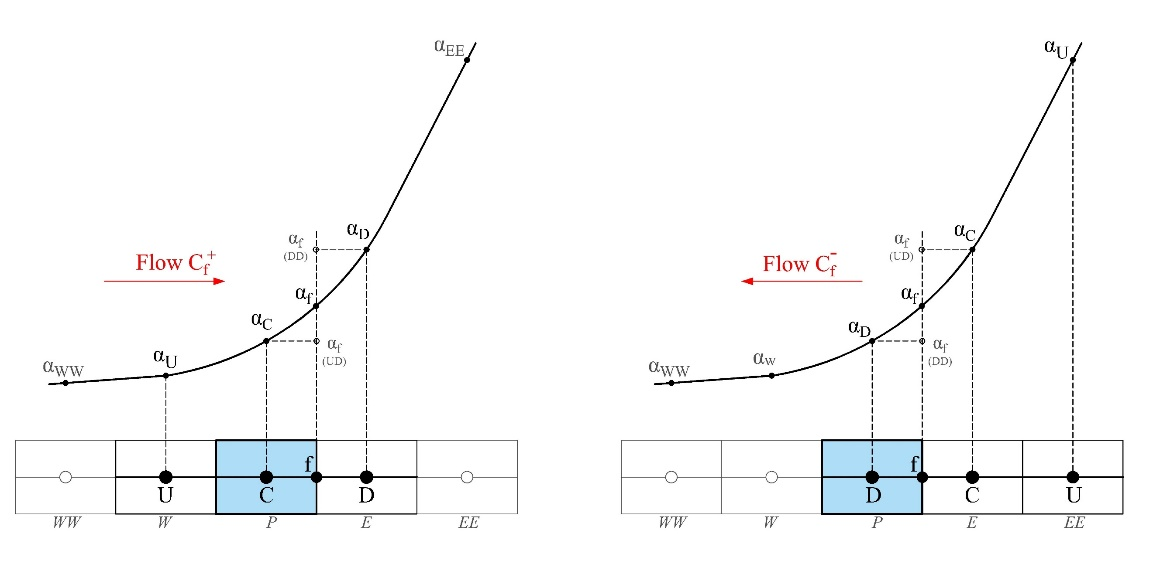 α_EE
α_D
α_f
(DD)
Flow C_f^+
α_f
α_C
α_f
(UD)
α_WW
α_U
f
U
C
D
WW
W
P
E
EE
α_U
α_C
α_f
(UD)
Flow C_f^-
α_f
α_D
α_f
(DD)
α_WW
α_w
f
D
C
U
WW
W
P
E
EE